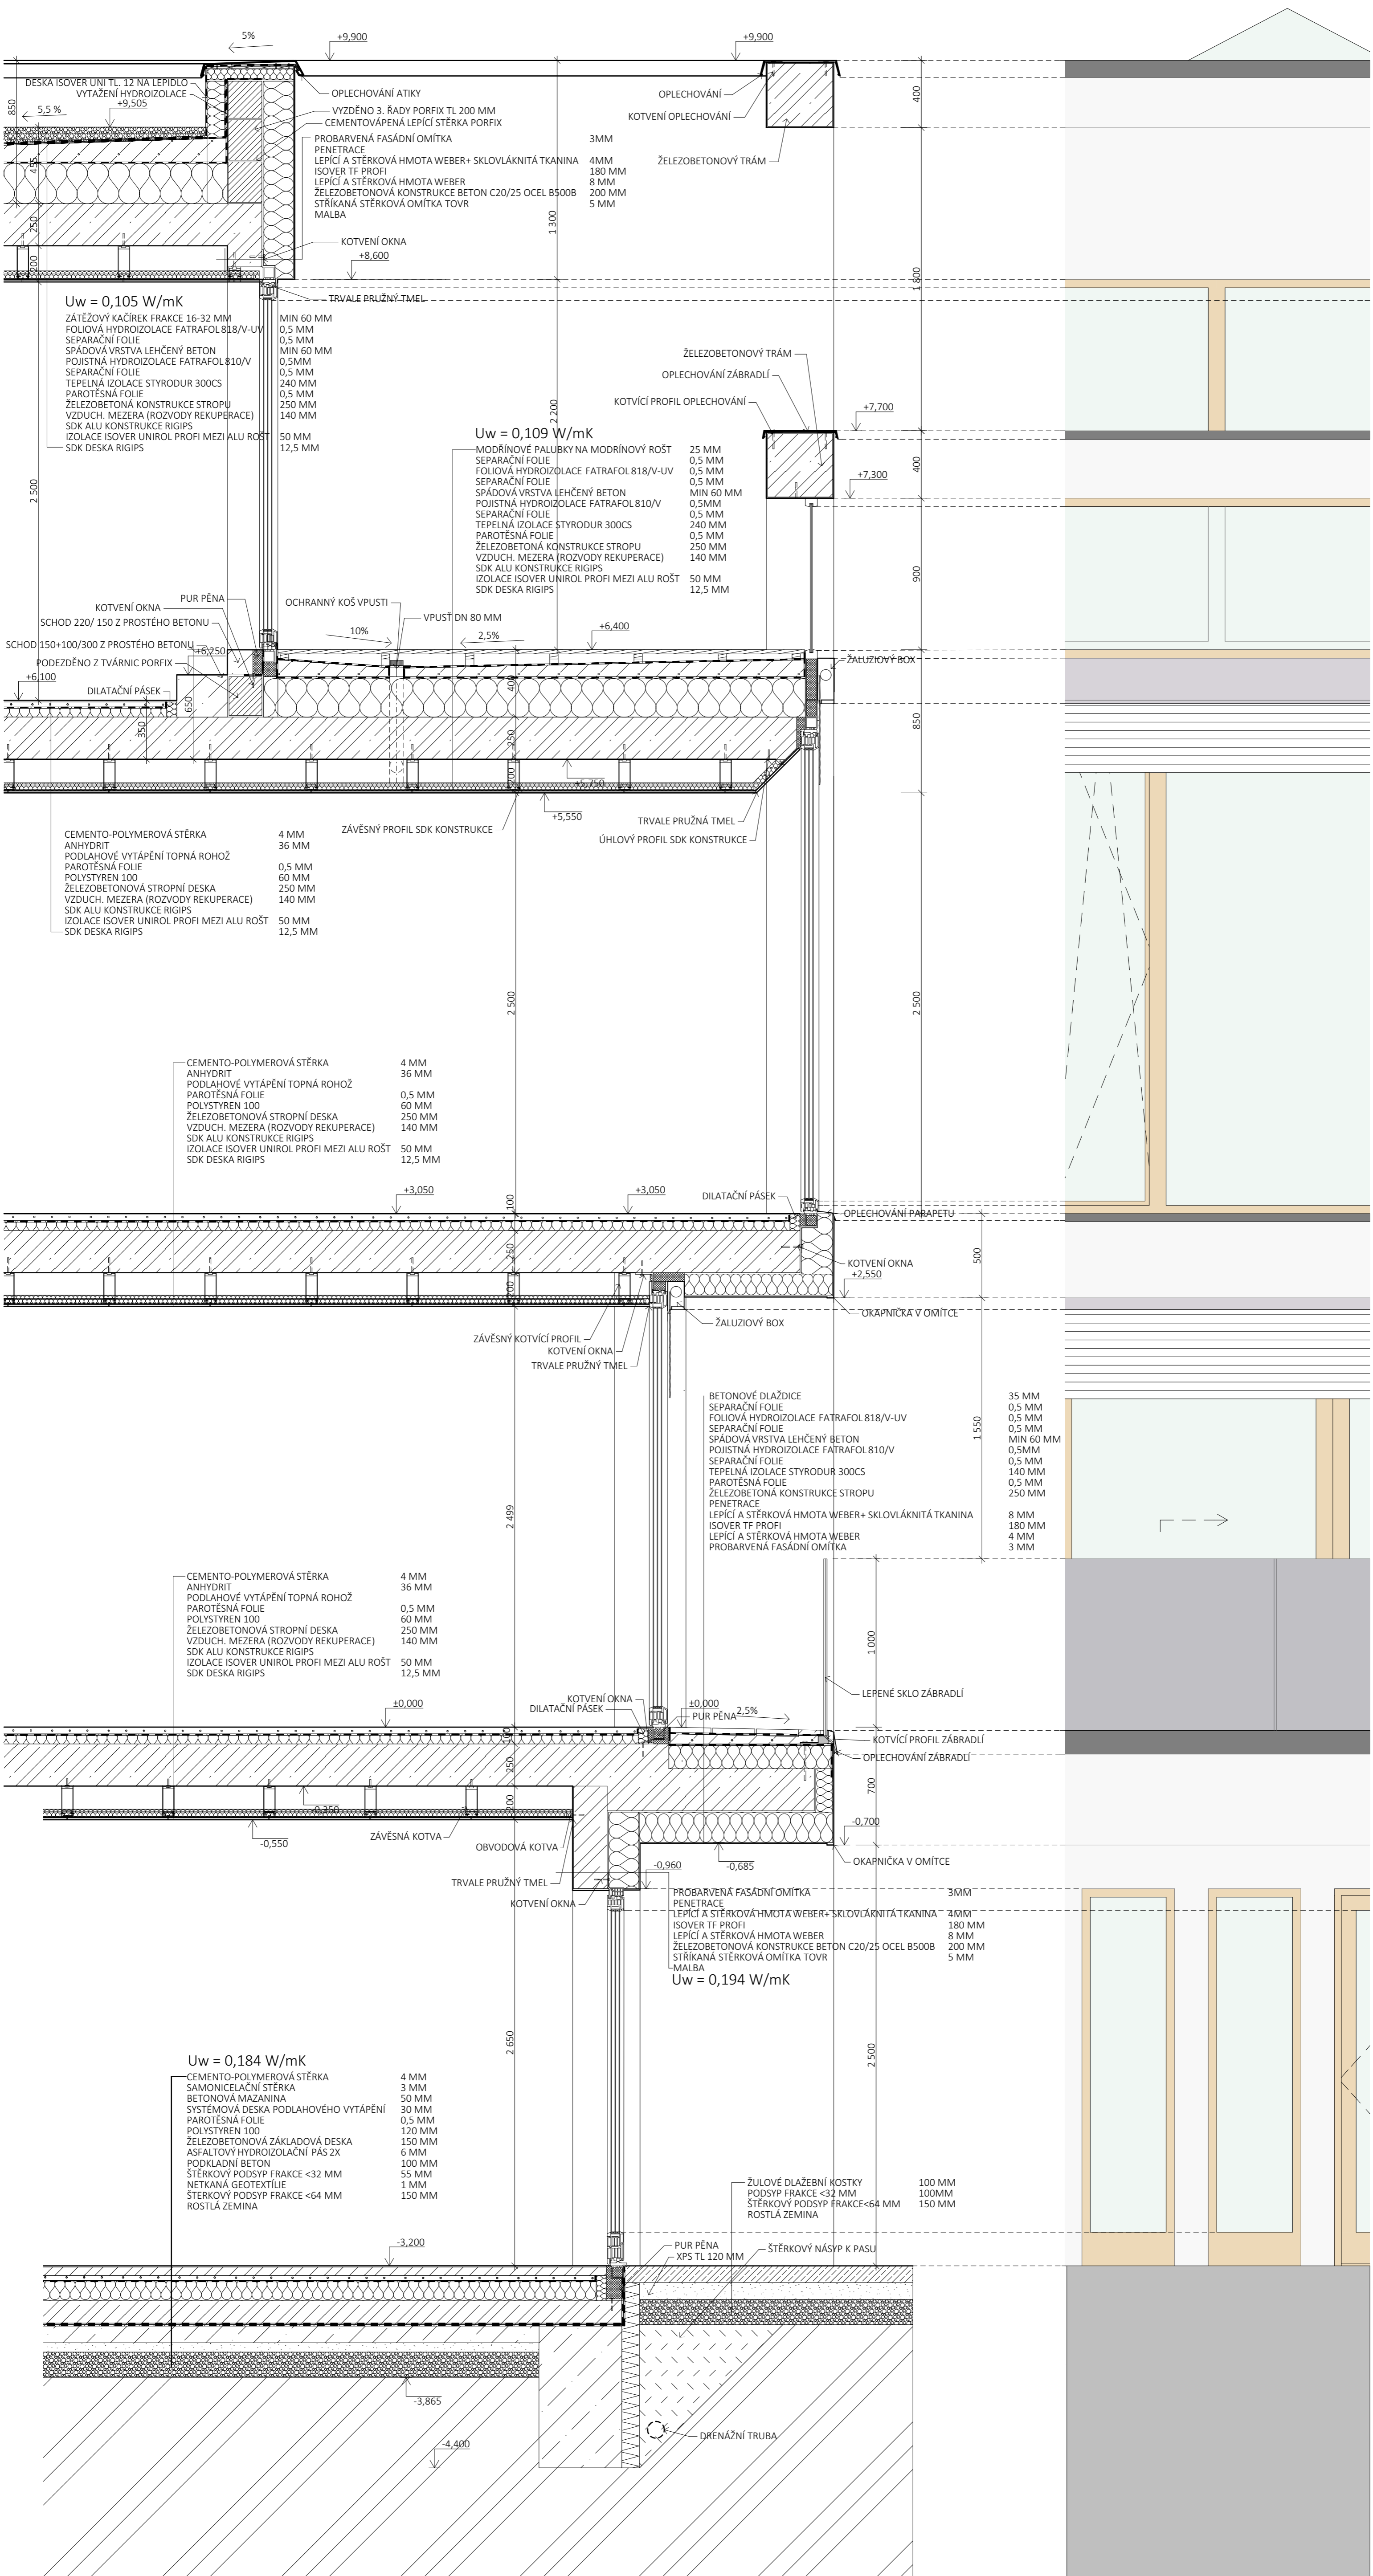 5%
+9,900
+9,900
DESKA ISOVER UNI TL. 12 NA LEPIDLO
VYTAŽENÍ HYDROIZOLACE
+9,505
5,5 %
850
OPLECHOVÁNÍ ATIKY
VYZDĚNO 3. ŘADY PORFIX TL 200 MM
CEMENTOVÁPENÁ LEPÍCÍ STĚRKA PORFIX
PROBARVENÁ FASÁDNÍ OMÍTKA 3MM
PENETRACE
LEPÍCÍ A STĚRKOVÁ HMOTA WEBER+ SKLOVLÁKNITÁ TKANINA 4MM
ISOVER TF PROFI 180 MM
LEPÍCÍ A STĚRKOVÁ HMOTA WEBER 8 MM
ŽELEZOBETONOVÁ KONSTRUKCE BETON C20/25 OCEL B500B 200 MM
STŘÍKANÁ STĚRKOVÁ OMÍTKA TOVR 5 MM
MALBA
OPLECHOVÁNÍ
KOTVENÍ OPLECHOVÁNÍ
ŽELEZOBETONOVÝ TRÁM
400
495
250
200
1 300
1 800
KOTVENÍ OKNA
+8,600
TRVALE PRUŽNÝ TMEL
Uw = 0,105 W/mK
ZÁTĚŽOVÝ KAČÍREK FRAKCE 16-32 MM MIN 60 MM
FOLIOVÁ HYDROIZOLACE FATRAFOL 818/V-UV 0,5 MM
SEPARAČNÍ FOLIE 0,5 MM
SPÁDOVÁ VRSTVA LEHČENÝ BETON MIN 60 MM
POJISTNÁ HYDROIZOLACE FATRAFOL 810/V 0,5MM
SEPARAČNÍ FOLIE 0,5 MM
TEPELNÁ IZOLACE STYRODUR 300CS 240 MM
PAROTĚSNÁ FOLIE 0,5 MM
ŽELEZOBETONÁ KONSTRUKCE STROPU 250 MM
VZDUCH. MEZERA (ROZVODY REKUPERACE) 140 MM
SDK ALU KONSTRUKCE RIGIPS
IZOLACE ISOVER UNIROL PROFI MEZI ALU ROŠT 50 MM
SDK DESKA RIGIPS 12,5 MM
ŽELEZOBETONOVÝ TRÁM
OPLECHOVÁNÍ ZÁBRADLÍ
KOTVÍCÍ PROFIL OPLECHOVÁNÍ
+7,700
2 200
2 500
Uw = 0,109 W/mK
MODŘÍNOVÉ PALUBKY NA MODRÍNOVÝ ROŠT 25 MM
SEPARAČNÍ FOLIE 0,5 MM
FOLIOVÁ HYDROIZOLACE FATRAFOL 818/V-UV 0,5 MM
SEPARAČNÍ FOLIE 0,5 MM
SPÁDOVÁ VRSTVA LEHČENÝ BETON MIN 60 MM
POJISTNÁ HYDROIZOLACE FATRAFOL 810/V 0,5MM
SEPARAČNÍ FOLIE 0,5 MM
TEPELNÁ IZOLACE STYRODUR 300CS 240 MM
PAROTĚSNÁ FOLIE 0,5 MM
ŽELEZOBETONÁ KONSTRUKCE STROPU 250 MM
VZDUCH. MEZERA (ROZVODY REKUPERACE) 140 MM
SDK ALU KONSTRUKCE RIGIPS
IZOLACE ISOVER UNIROL PROFI MEZI ALU ROŠT 50 MM
SDK DESKA RIGIPS 12,5 MM
400
+7,300
900
PUR PĚNA
KOTVENÍ OKNA
SCHOD 220/ 150 Z PROSTÉHO BETONU
SCHOD 150+100/300 Z PROSTÉHO BETONU
+6,250
PODEZDĚNO Z TVÁRNIC PORFIX
+6,100
DILATAČNÍ PÁSEK
OCHRANNÝ KOŠ VPUSTI
VPUSŤ DN 80 MM
10%
2,5%
+6,400
ŽALUZIOVÝ BOX
650
350
400
250
200
850
+5,750
+5,550
ZÁVĚSNÝ PROFIL SDK KONSTRUKCE
TRVALE PRUŽNÁ TMEL
ÚHLOVÝ PROFIL SDK KONSTRUKCE
CEMENTO-POLYMEROVÁ STĚRKA 4 MM
ANHYDRIT 36 MM
PODLAHOVÉ VYTÁPĚNÍ TOPNÁ ROHOŽ
PAROTĚSNÁ FOLIE 0,5 MM
POLYSTYREN 100 60 MM
ŽELEZOBETONOVÁ STROPNÍ DESKA 250 MM
VZDUCH. MEZERA (ROZVODY REKUPERACE) 140 MM
SDK ALU KONSTRUKCE RIGIPS
IZOLACE ISOVER UNIROL PROFI MEZI ALU ROŠT 50 MM
SDK DESKA RIGIPS 12,5 MM
2 500
2 500
CEMENTO-POLYMEROVÁ STĚRKA 4 MM
ANHYDRIT 36 MM
PODLAHOVÉ VYTÁPĚNÍ TOPNÁ ROHOŽ
PAROTĚSNÁ FOLIE 0,5 MM
POLYSTYREN 100 60 MM
ŽELEZOBETONOVÁ STROPNÍ DESKA 250 MM
VZDUCH. MEZERA (ROZVODY REKUPERACE) 140 MM
SDK ALU KONSTRUKCE RIGIPS
IZOLACE ISOVER UNIROL PROFI MEZI ALU ROŠT 50 MM
SDK DESKA RIGIPS 12,5 MM
+3,050
+3,050
DILATAČNÍ PÁSEK
OPLECHOVÁNÍ PARAPETU
100
250
200
500
KOTVENÍ OKNA
+2,550
OKAPNIČKA V OMÍTCE
ŽALUZIOVÝ BOX
ZÁVĚSNÝ KOTVÍCÍ PROFIL
KOTVENÍ OKNA
TRVALE PRUŽNÝ TMEL
BETONOVÉ DLAŽDICE 35 MM
SEPARAČNÍ FOLIE 0,5 MM
FOLIOVÁ HYDROIZOLACE FATRAFOL 818/V-UV 0,5 MM
SEPARAČNÍ FOLIE 0,5 MM
SPÁDOVÁ VRSTVA LEHČENÝ BETON MIN 60 MM
POJISTNÁ HYDROIZOLACE FATRAFOL 810/V 0,5MM
SEPARAČNÍ FOLIE 0,5 MM
TEPELNÁ IZOLACE STYRODUR 300CS 140 MM
PAROTĚSNÁ FOLIE 0,5 MM
ŽELEZOBETONÁ KONSTRUKCE STROPU 250 MM
PENETRACE
LEPÍCÍ A STĚRKOVÁ HMOTA WEBER+ SKLOVLÁKNITÁ TKANINA 8 MM
ISOVER TF PROFI 180 MM
LEPÍCÍ A STĚRKOVÁ HMOTA WEBER 4 MM
PROBARVENÁ FASÁDNÍ OMÍTKA 3 MM
1 550
2 499
CEMENTO-POLYMEROVÁ STĚRKA 4 MM
ANHYDRIT 36 MM
PODLAHOVÉ VYTÁPĚNÍ TOPNÁ ROHOŽ
PAROTĚSNÁ FOLIE 0,5 MM
POLYSTYREN 100 60 MM
ŽELEZOBETONOVÁ STROPNÍ DESKA 250 MM
VZDUCH. MEZERA (ROZVODY REKUPERACE) 140 MM
SDK ALU KONSTRUKCE RIGIPS
IZOLACE ISOVER UNIROL PROFI MEZI ALU ROŠT 50 MM
SDK DESKA RIGIPS 12,5 MM
1 000
LEPENÉ SKLO ZÁBRADLÍ
±0,000
KOTVENÍ OKNA
DILATAČNÍ PÁSEK
±0,000
PUR PĚNA
2,5%
KOTVÍCÍ PROFIL ZÁBRADLÍ
OPLECHOVÁNÍ ZÁBRADLÍ
100
250
200
700
-0,350
-0,550
ZÁVĚSNÁ KOTVA
OBVODOVÁ KOTVA
-0,700
OKAPNIČKA V OMÍTCE
-0,960
-0,685
TRVALE PRUŽNÝ TMEL
KOTVENÍ OKNA
PROBARVENÁ FASÁDNÍ OMÍTKA 3MM
PENETRACE
LEPÍCÍ A STĚRKOVÁ HMOTA WEBER+ SKLOVLÁKNITÁ TKANINA 4MM
ISOVER TF PROFI 180 MM
LEPÍCÍ A STĚRKOVÁ HMOTA WEBER 8 MM
ŽELEZOBETONOVÁ KONSTRUKCE BETON C20/25 OCEL B500B 200 MM
STŘÍKANÁ STĚRKOVÁ OMÍTKA TOVR 5 MM
MALBA
Uw = 0,194 W/mK
2 650
2 500
Uw = 0,184 W/mK
CEMENTO-POLYMEROVÁ STĚRKA 4 MM
SAMONICELAČNÍ STĚRKA 3 MM
BETONOVÁ MAZANINA 50 MM
SYSTÉMOVÁ DESKA PODLAHOVÉHO VYTÁPĚNÍ 30 MM
PAROTĚSNÁ FOLIE 0,5 MM
POLYSTYREN 100 120 MM
ŽELEZOBETONOVÁ ZÁKLADOVÁ DESKA 150 MM
ASFALTOVÝ HYDROIZOLAČNÍ PÁS 2X 6 MM
PODKLADNÍ BETON 100 MM
ŠTĚRKOVÝ PODSYP FRAKCE <32 MM 55 MM
NETKANÁ GEOTEXTÍLIE 1 MM
ŠTERKOVÝ PODSYP FRAKCE <64 MM 150 MM
ROSTLÁ ZEMINA
ŽULOVÉ DLAŽEBNÍ KOSTKY 100 MM
PODSYP FRAKCE <32 MM 100MM
ŠTĚRKOVÝ PODSYP FRAKCE<64 MM 150 MM
ROSTLÁ ZEMINA
-3,200
PUR PĚNA
XPS TL 120 MM
ŠTĚRKOVÝ NÁSYP K PASU
-3,865
DRENÁŽNÍ TRUBA
-4,400